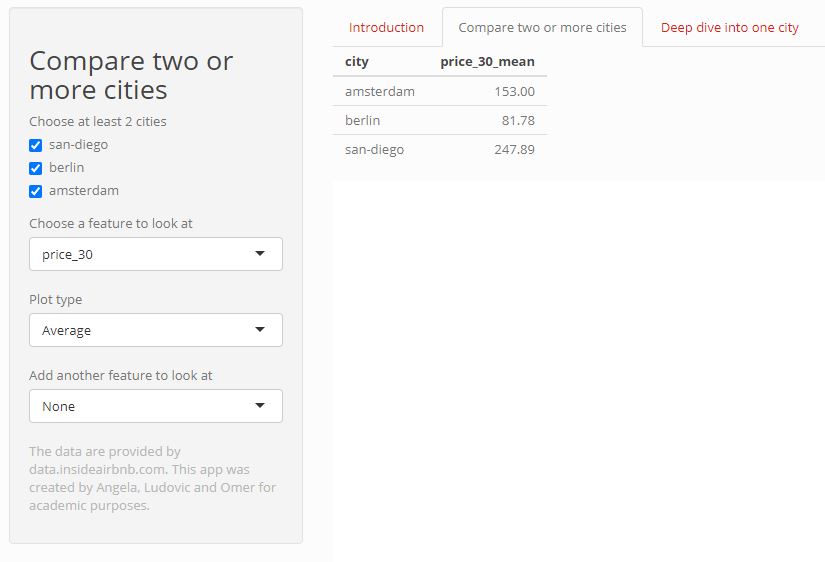 Compare two or
more cities
Choose at least 2 cities
san-diego
berlin
amsterdam
Choose a feature to look at
price_30
Plot type
Average
Add another feature to look at
None
The data are provided by
data.insideairbnb.com. This app was
created by Angela, Ludovic and Omer for
academic purposes.
Introduction Compare two or more cities Deep dive into one city
city price_30_mean
amsterdam 153.00
berlin 81.78
san-diego 247.89